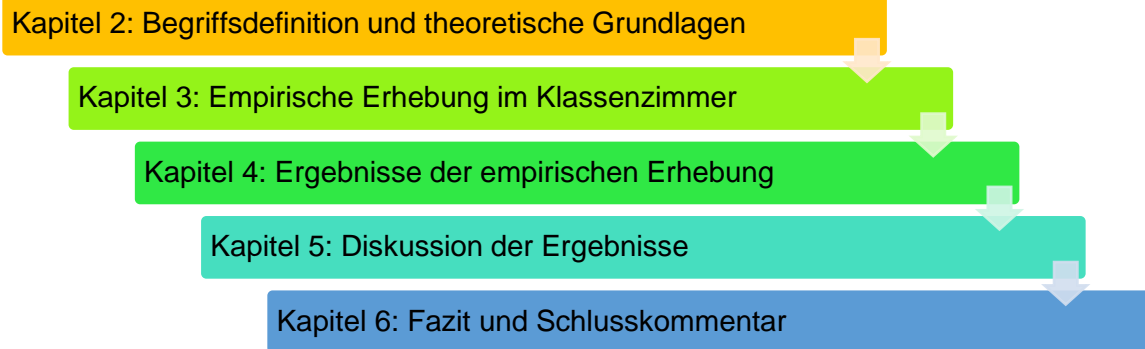 Kapitel 2: Begriffsdefinition und theoretische Grundlagen
Kapitel 3: Empirische Erhebung im Klassenzimmer
Kapitel 4: Ergebnisse der empirischen Erhebung
Kapitel 5: Diskussion der Ergebnisse
Kapitel 6: Fazit und Schlusskommentar